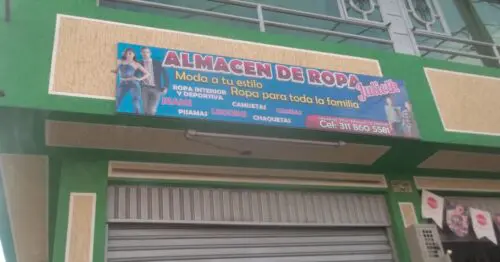 ALMACEN DE ROPA
Julieth
Moda a tu estilo
Ropa para toda la familia
ROPA INTERIOR
Y DEPORTIVA
CAMISETAS
PIJAMAS
CHAQUETAS
Cel: 311 860 5581